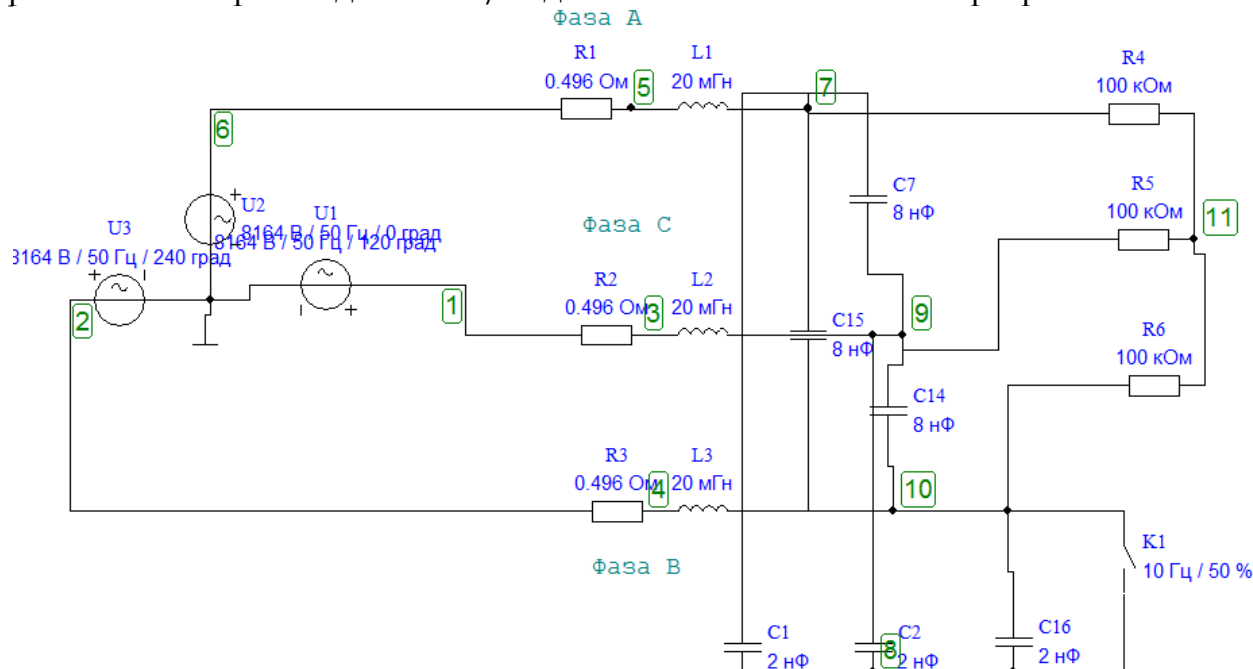 Фаза А
R1
0.496 Ом
5
L1
20 мГн
7
R4
100 кОм
6
U2
8164 В / 50 Гц / 0 град
U1
8164 В / 50 Гц / 120 град
U3
8164 В / 50 Гц / 240 град
C7
8 нФ
R5
100 кОм
11
Фаза С
2
1
R2
0.496 Ом
3
L2
20 мГн
C15
8 нФ
9
R6
100 кОм
C14
8 нФ
R3
0.496 Ом
4
L3
20 мГн
10
Фаза В
K1
10 Гц / 50 %
C1
2 нФ
8
C2
2 нФ
C16
2 нФ